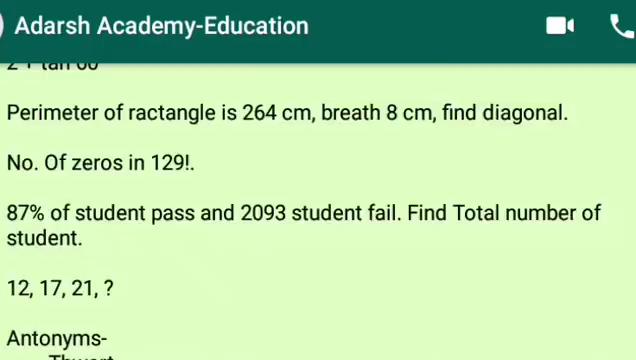 Adarsh Academy-Education
Perimeter of ractangle is 264 cm, breath 8 cm, find diagonal.
No. Of zeros in 129!.
87% of student pass and 2093 student fail. Find Total number of
student.
12, 17, 21, ?
Antonyms-